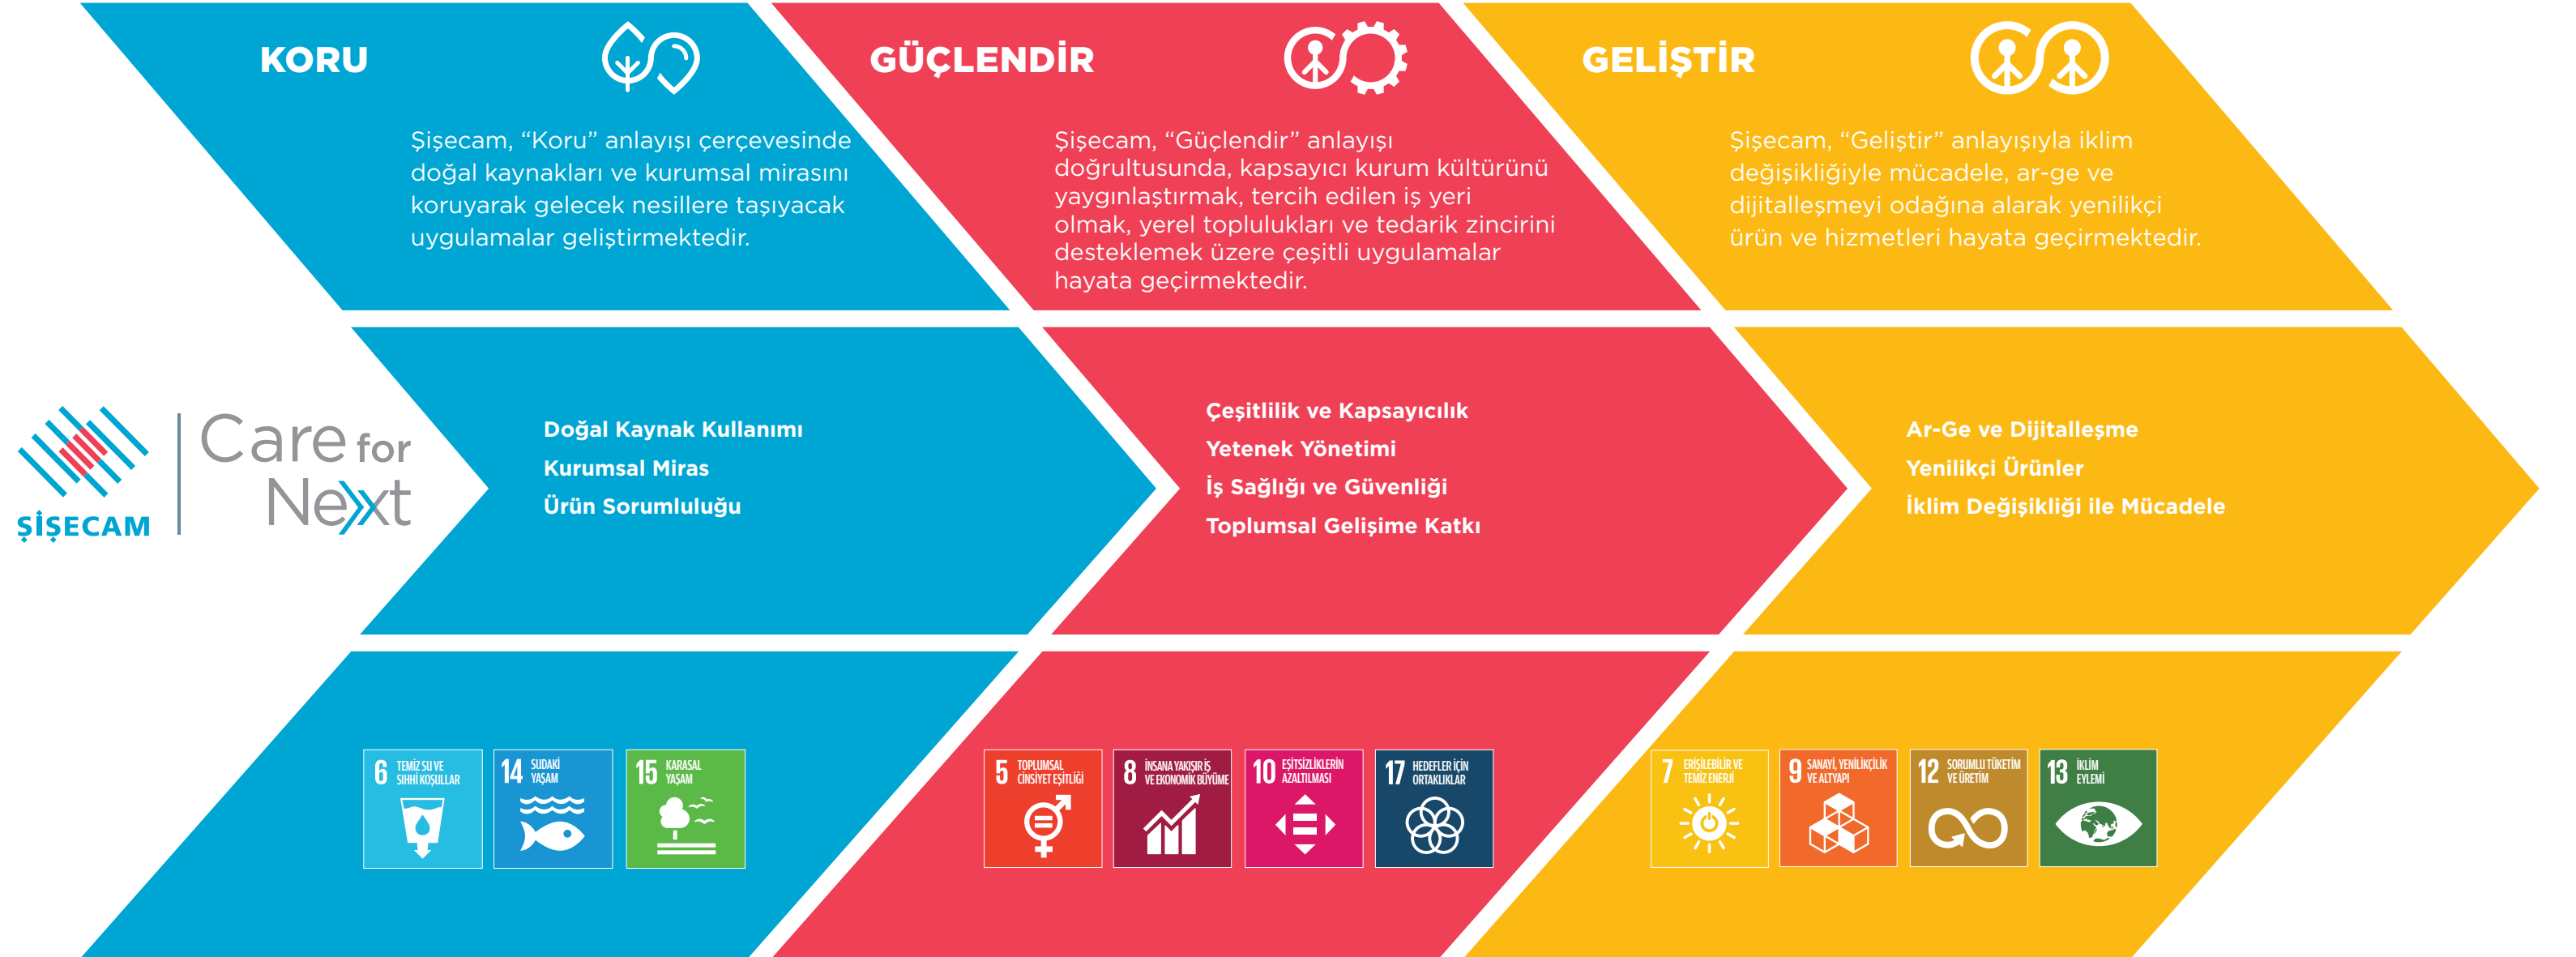 KORU
Şişecam, “Koru” anlayışı çerçevesinde
doğal kaynakları ve kurumsal mirasını
koruyarak gelecek nesillere taşıyacak
uygulamalar geliştirmektedir.
GÜÇLENDİR
Şişecam, “Güçlendir” anlayışı
doğrultusunda, kapsayıcı kurum kültürünü
yaygınlaştırmak, tercih edilen iş yeri
olmak, yerel toplulukları ve tedarik zincirini
desteklemek üzere çeşitli uygulamalar
hayata geçirmektedir.
GELİŞTİR
Şişecam, “Geliştir” anlayışıyla iklim
değişikliğiyle mücadele, ar-ge ve
dijitalleşmeyi odağına alarak yenilikçi
ürün ve hizmetleri hayata geçirmektedir.
ŞİŞECAM
Care for
Next
Doğal Kaynak Kullanımı
Kurumsal Miras
Ürün Sorumluluğu
Çeşitlilik ve Kapsayıcılık
Yetenek Yönetimi
İş Sağlığı ve Güvenliği
Toplumsal Gelişime Katkı
Ar-Ge ve Dijitalleşme
Yenilikçi Ürünler
İklim Değişikliği ile Mücadele
6 TEMİZ SU VE
SIHHİ KOŞULLAR
14 SUDAKİ
YAŞAM
15 KARASAL
YAŞAM
5 TOPLUMSAL
CİNSİYET EŞİTLİĞİ
8 İNSANA YAKIŞIR İŞ
VE EKONOMİK BÜYÜME
10 EŞİTSİZLİKLERİN
AZALTILMASI
17 HEDEFLER İÇİN
ORTAKLIKLAR
7 ERİŞİLEBİLİR VE
TEMİZ ENERJİ
9 SANAYİ, YENİLİKÇİLİK
VE ALTYAPI
12 SORUMLU TÜKETİM
VE ÜRETİM
13 İKLİM
EYLEMİ